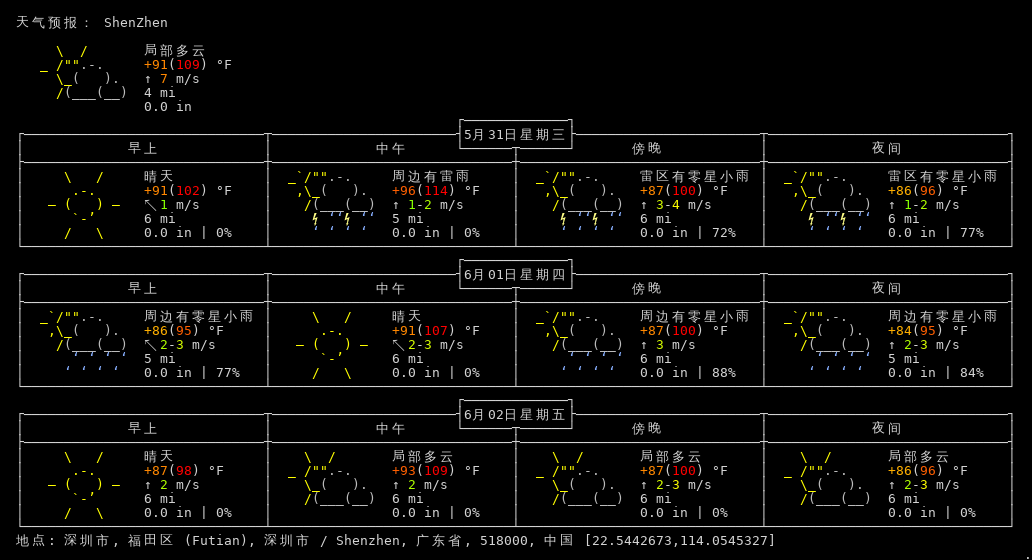 天气预报： ShenZhen
局部多云
+91(109) °F
↑ 7 m/s
4 mi
0.0 in
5月31日星期三
早上 中午 傍晚 夜间
晴天 周边有雷雨 雷区有零星小雨 雷区有零星小雨
+91(102) °F +96(114) °F +87(100) °F +86(96) °F
↖ 1 m/s ↑ 1-2 m/s ↑ 3-4 m/s ↑ 1-2 m/s
6 mi 5 mi 6 mi 6 mi
0.0 in | 0% 0.0 in | 0% 0.0 in | 72% 0.0 in | 77%
6月01日星期四
早上 中午 傍晚 夜间
周边有零星小雨 晴天 周边有零星小雨 周边有零星小雨
+86(95) °F +91(107) °F +87(100) °F +84(95) °F
↖ 2-3 m/s ↖ 2-3 m/s ↑ 3 m/s ↑ 2-3 m/s
5 mi 6 mi 6 mi 5 mi
0.0 in | 77% 0.0 in | 0% 0.0 in | 88% 0.0 in | 84%
6月02日星期五
早上 中午 傍晚 夜间
晴天 局部多云 局部多云 局部多云
+87(98) °F +93(109) °F +87(100) °F +86(96) °F
↑ 2 m/s ↑ 2 m/s ↑ 2-3 m/s ↑ 2-3 m/s
6 mi 6 mi 6 mi 6 mi
0.0 in | 0% 0.0 in | 0% 0.0 in | 0% 0.0 in | 0%
地点: 深圳市, 福田区 (Futian), 深圳市 / Shenzhen, 广东省, 518000, 中国 [22.5442673,114.0545327]